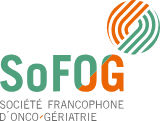 SoFOG
SOCIÉTÉ FRANCOPHONE
D'ONCO-GÉRIATRIE